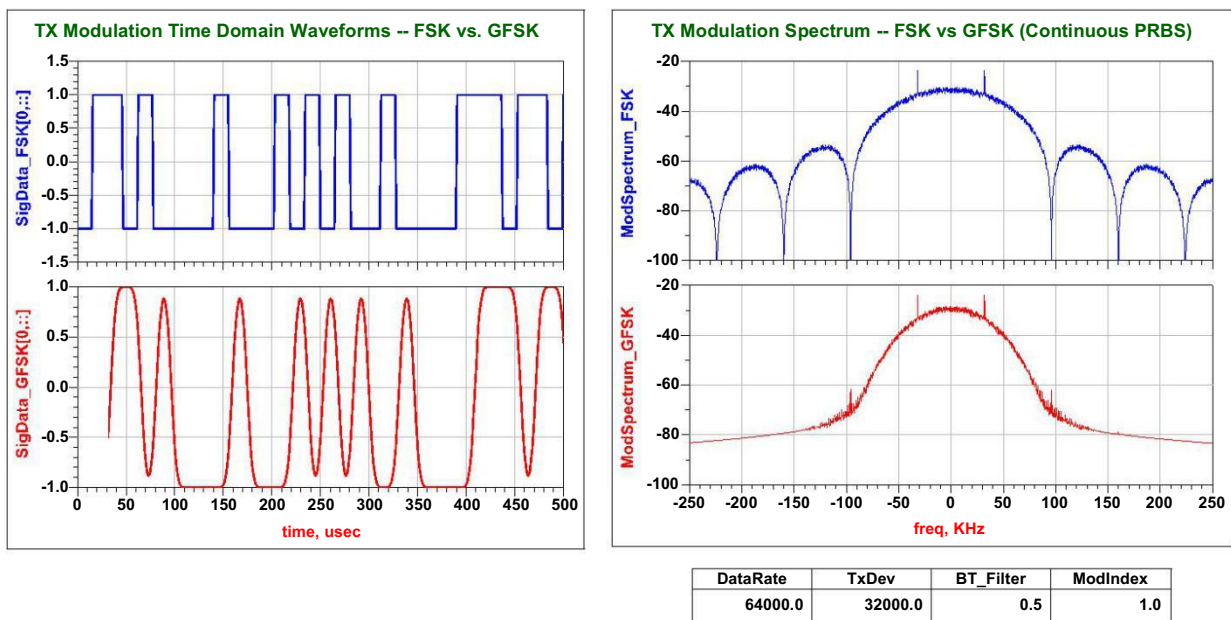 TX Modulation Time Domain Waveforms -- FSK vs. GFSK
SigData_FSK[0,::]
1.5
1.0
0.5
0.0
-0.5
-1.0
-1.5
SigData_GFSK[0,::]
1.0
0.5
0.0
-0.5
-1.0
0 50 100 150 200 250 300 350 400 450 500
time, usec
TX Modulation Spectrum -- FSK vs GFSK (Continuous PRBS)
ModSpectrum_FSK
-20
-40
-60
-80
-100
ModSpectrum_GFSK
-20
-40
-60
-80
-100
-250 -200 -150 -100 -50 0 50 100 150 200 250
freq, KHz
DataRate TxDev BT_Filter ModIndex
64000.0 32000.0 0.5 1.0